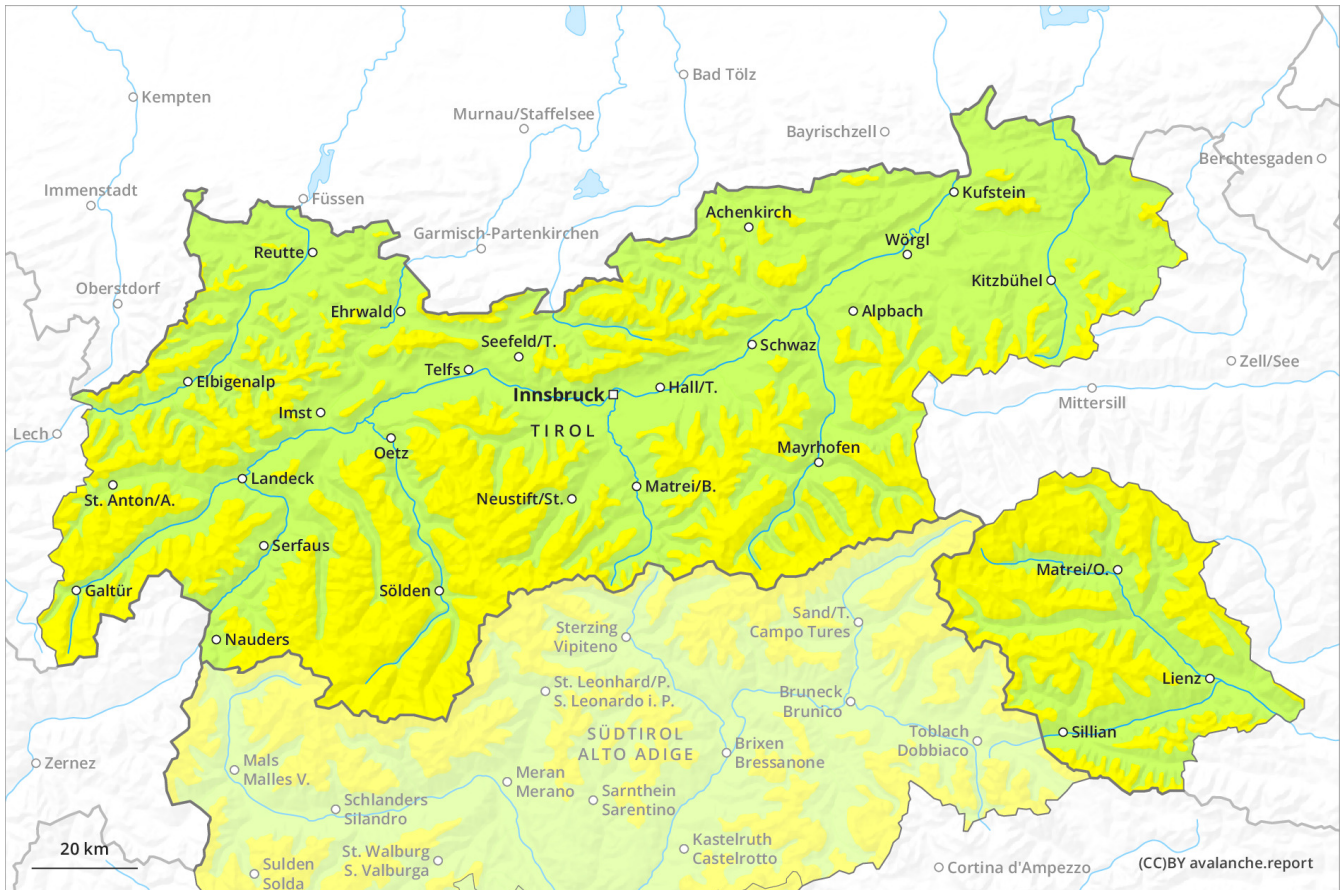 Bad Tölz
Kempten
Murnau/Staffelsee
Bayrischzell
Berchtesgaden
Immenstadt
Füssen
Kufstein
Achenkirch
Garmisch-Partenkirchen
Reutte
Wörgl
Oberstdorf
Kitzbühel
Ehrwald
Alpbach
Seefeld/T.
Schwaz
Zell/See
Telfs
Elbigenalp
Hall/T.
Innsbruck
Mittersill
Imst
Lech
TIROL
Mayrhofen
Oetz
Landeck
Matrei/B.
St. Anton/A.
Neustift/St.
Serfaus
Matrei/O.
Galtür
Sölden
Sand/T.
Campo Tures
Sterzing
Vipiteno
Nauders
Lienz
St. Leonhard/P.
S. Leonardo i. P.
Bruneck
Brunico
Sillian
SÜDTIROL
ALTO ADIGE
Toblach
Dobbiaco
Brixen
Bressanone
Zernez
Mals
Malles V.
Meran
Merano
Sarnthein
Sarentino
Schlanders
Silandro
Kastelruth
Castelrotto
20 km
St. Walburg
S. Valburga
Sulden
Solda
Cortina d'Ampezzo
(CC)BY avalanche.report